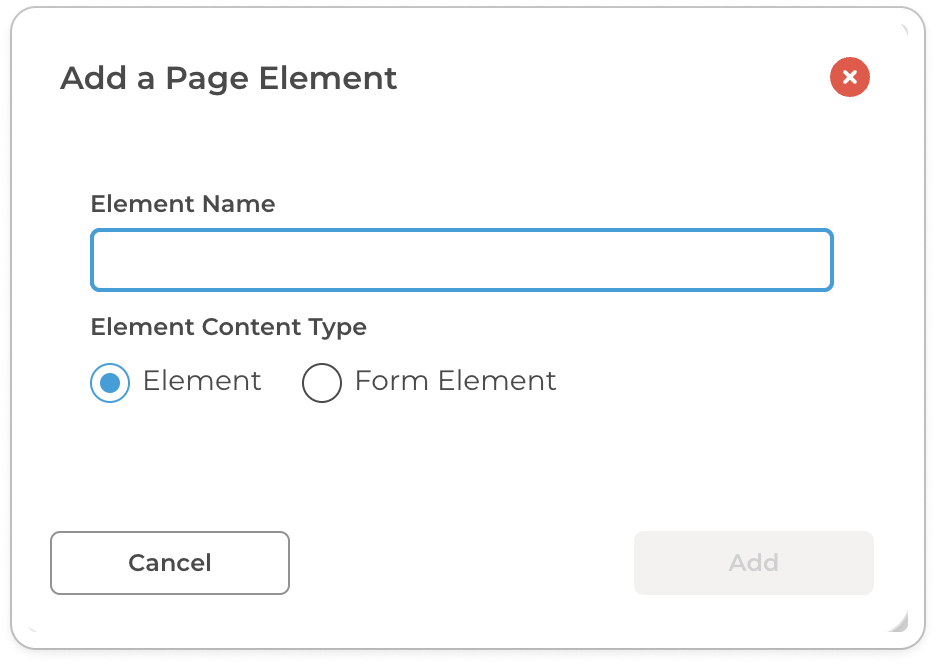 Add a Page Element
Element Name
Element Content Type
Element Form Element
Cancel Add